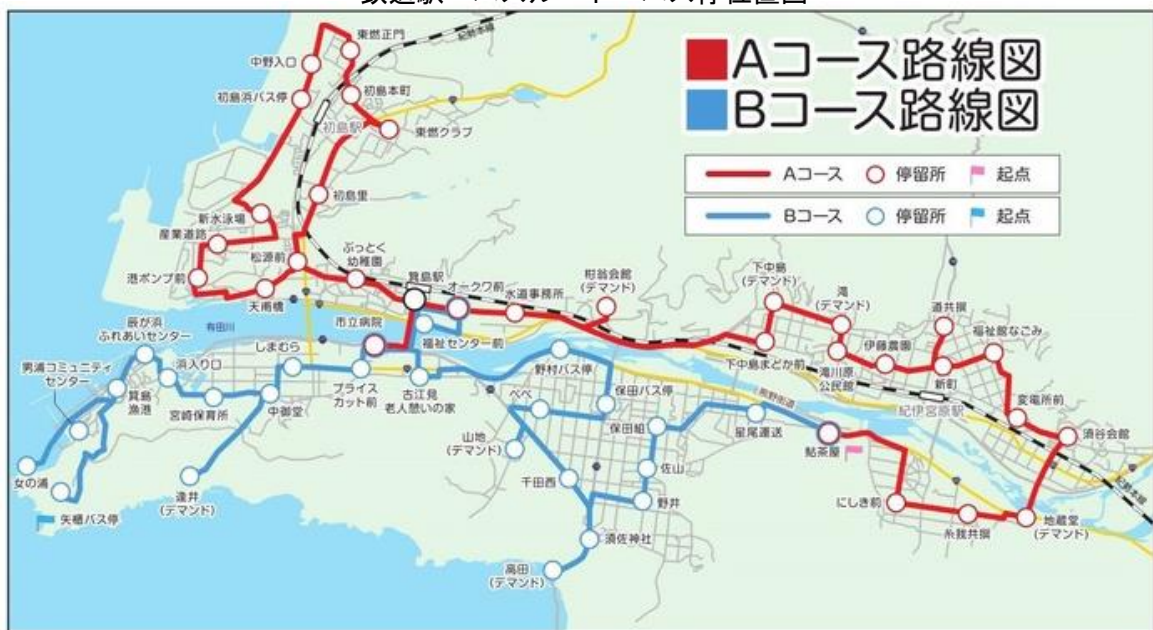 Aコース路線図
Bコース路線図
Aコース 停留所 起点
Bコース 停留所 起点
東燃正門
紀勢本線
中野入口
初島浜バス停
初島本町
初島駅
東燃クラブ
初島里
新水泳場
産業道路
松源前
ぶっとく
幼稚園
箕島駅
オークワ前
港ポンプ前
天甫橋
水道事務所
柑翁会館
(デマンド)
下中島
(デマンド)
滝
(デマンド)
道共撰
福祉館なごみ
伊藤農園
下中島まどか前
滝川原
公民館
新町
紀伊宮原駅
変電所前
須谷会館
紀勢本線
熊野街道
有田川
市立病院
福祉センター前
辰が浜
ふれあいセンター
男浦コミュニティ
センター
浜入り口
しまむら
箕島
漁港
宮崎保育所
中御堂
プライス
カット前
古江見
老人憩いの家
野村バス停
べべ
保田バス停
保田組
星尾運送
鮎茶屋
山地
(デマンド)
女の浦
矢櫃バス停
逢井
(デマンド)
千田西
佐山
野井
須佐神社
高田
(デマンド)
にしき前
糸我共撰
地蔵堂
(デマンド)